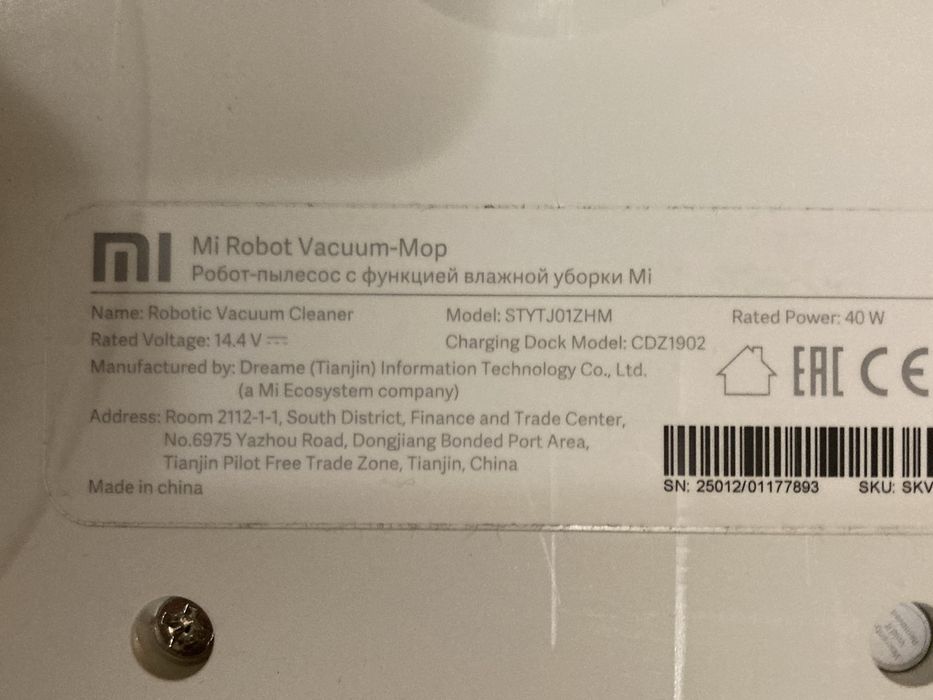 mi Mi Robot Vacuum-Mop
Робот-пылесос с функцией влажной уборки Mi
Name: Robotic Vacuum Cleaner Model: STYTJ01ZHM Rated Power: 40 W
Rated Voltage: 14.4 V Charging Dock Model: CDZ1902
Manufactured by: Dreame (Tianjin) Information Technology Co., Ltd.
(a Mi Ecosystem company)
EAC CE
Address: Room 2112-1-1, South District, Finance and Trade Center,
No.6975 Yazhou Road, Dongjiang Bonded Port Area,
Tianjin Pilot Free Trade Zone, Tianjin, China
Made in china
SN: 25012/01177893 SKU: SKV